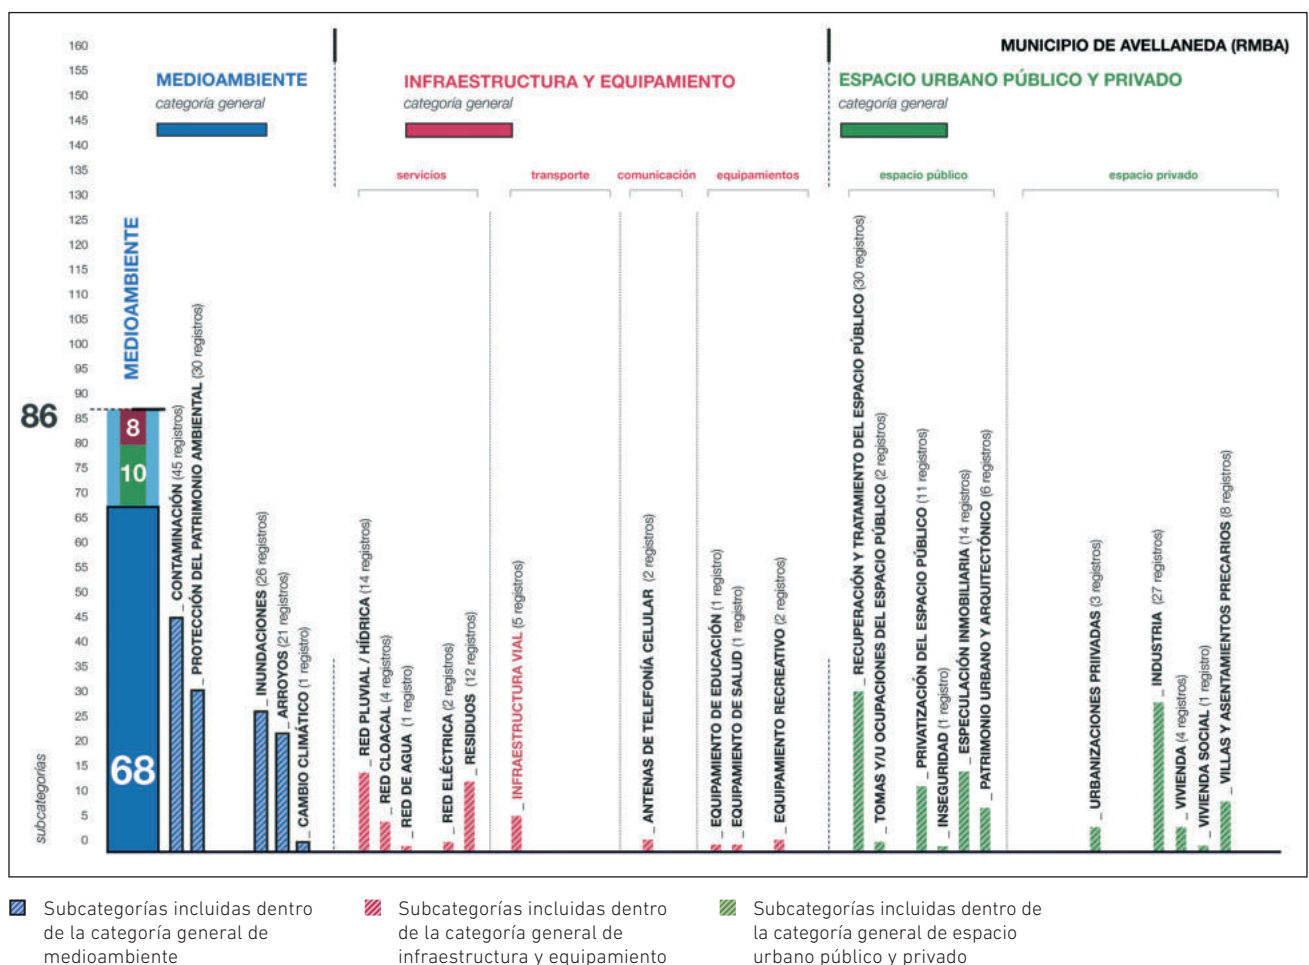 MUNICIPIO DE AVELLANEDA (RMBA)
MEDIOAMBIENTE
categoría general
INFRAESTRUCTURA Y EQUIPAMIENTO
categoría general
ESPACIO URBANO PÚBLICO Y PRIVADO
categoría general
servicios
transporte
comunicación
equipamientos
espacio público
espacio privado
160
155
150
145
140
135
130
125
120
115
110
105
100
95
90
85
80
75
70
65
60
55
50
45
40
35
30
25
20
15
10
5
0
subcategorías
86
MEDIOAMBIENTE
8
10
68
_ CONTAMINACIÓN (45 registros)
_ PROTECCIÓN DEL PATRIMONIO AMBIENTAL (30 registros)
_ INUNDACIONES (26 registros)
_ ARROYOS (21 registros)
_ CAMBIO CLIMÁTICO (1 registro)
_ RED PLUVIAL / HÍDRICA (14 registros)
_ RED CLOACAL (4 registros)
_ RED DE AGUA (1 registro)
_ RED ELÉCTRICA (2 registros)
_ RESIDUOS (12 registros)
_ INFRAESTRUCTURA VIAL (5 registros)
_ ANTENAS DE TELEFONÍA CELULAR (2 registros)
_ EQUIPAMIENTO DE EDUCACIÓN (1 registro)
_ EQUIPAMIENTO DE SALUD (1 registro)
_ EQUIPAMIENTO RECREATIVO (2 registros)
_ RECUPERACIÓN Y TRATAMIENTO DEL ESPACIO PÚBLICO (30 registros)
_ TOMAS Y/U OCUPACIONES DEL ESPACIO PÚBLICO (2 registros)
_ PRIVATIZACIÓN DEL ESPACIO PÚBLICO (11 registros)
_ INSEGURIDAD (1 registro)
_ ESPECULACIÓN INMOBILIARIA (14 registros)
_ PATRIMONIO URBANO Y ARQUITECTÓNICO (6 registros)
_ URBANIZACIONES PRIIVADAS (3 registros)
_ INDUSTRIA (27 registros)
_ VIVIENDA (4 registros)
_ VIVIENDA SOCIAL (1 registro)
_ VILLAS Y ASENTAMIENTOS PRECARIOS (8 registros)
Subcategorías incluidas dentro
de la categoría general de
medioambiente
Subcategorías incluidas dentro
de la categoría general de
infraestructura y equipamiento
Subcategorías incluidas dentro de
la categoría general de espacio
urbano público y privado